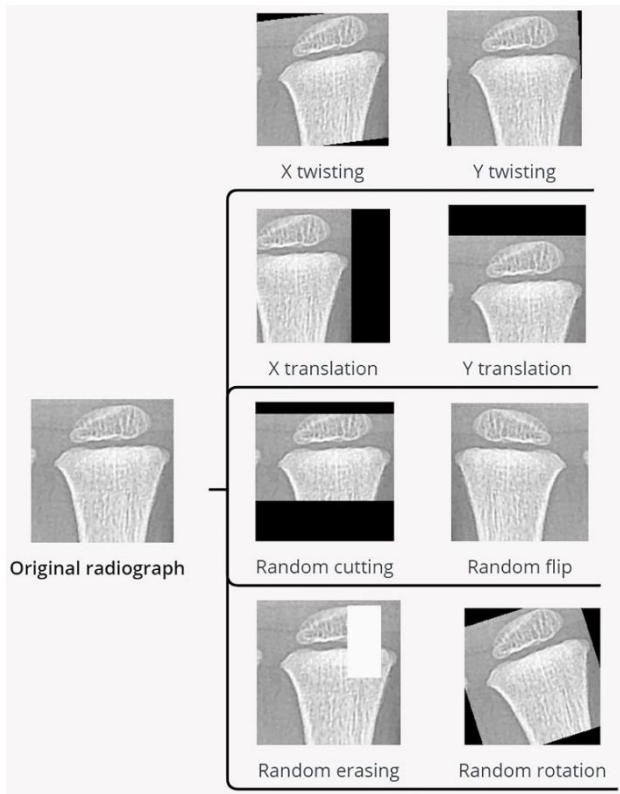 X twisting
Y twisting
X translation
Y translation
Original radiograph
Random cutting
Random flip
Random erasing
Random rotation